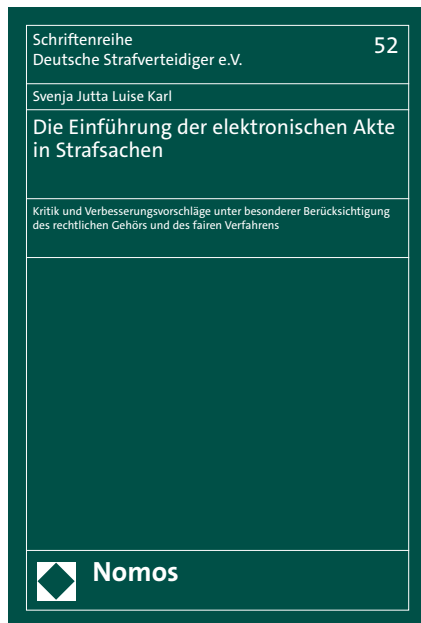 Schriftenreihe
Deutsche Strafverteidiger e.V.
52
Svenja Jutta Luise Karl
Die Einführung der elektronischen Akte
in Strafsachen
Kritik und Verbesserungsvorschläge unter besonderer Berücksichtigung
des rechtlichen Gehörs und des fairen Verfahrens
Nomos